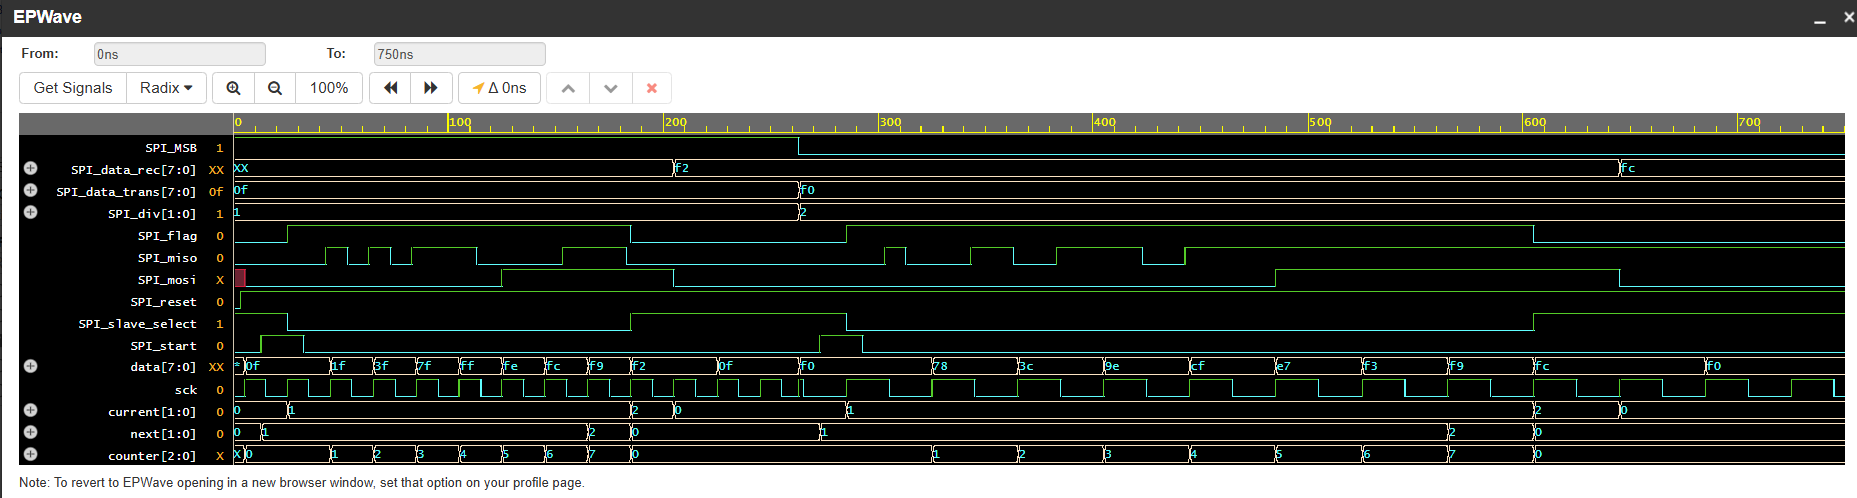 EPWave
From: 0ns To: 750ns
Get Signals Radix 100% Δ 0ns
0 100 200 300 400 500 600 700
SPI_MSB 1
SPI_data_rec[7:0] XX XX f2 fc
SPI_data_trans[7:0] 0f 0f f0
SPI_div[1:0] 1 1 2
SPI_flag 0
SPI_miso 0
SPI_mosi X
SPI_reset 0
SPI_slave_select 1
SPI_start 0
data[7:0] XX * 0f 1f 3f 7f ff fe fc f9 f2 0f f0 78 3c 9e cf e7 f3 f9 fc f0
sck 0
current[1:0] 0 0 1 2 0 1 2 0
next[1:0] 0 0 1 2 0 1 2 0
counter[2:0] X X 0 1 2 3 4 5 6 7 0 1 2 3 4 5 6 7 0
Note: To revert to EPWave opening in a new browser window, set that option on your profile page.